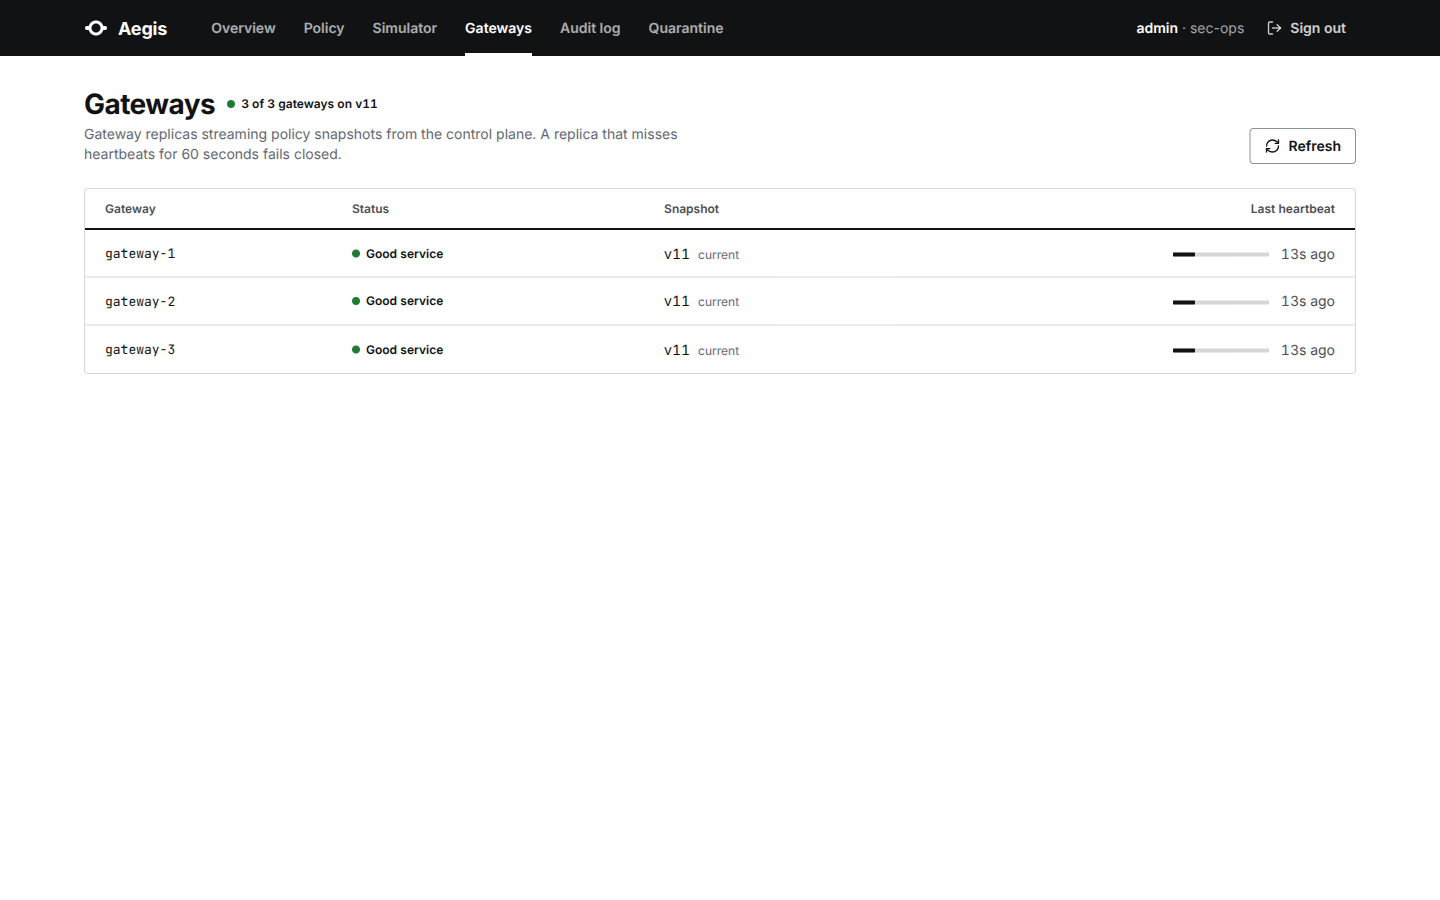 Aegis Overview Policy Simulator Gateways Audit log Quarantine admin · sec-ops Sign out
Gateways 3 of 3 gateways on v11
Gateway replicas streaming policy snapshots from the control plane. A replica that misses
heartbeats for 60 seconds fails closed.
Refresh
Gateway Status Snapshot Last heartbeat
gateway-1 Good service v11 current 13s ago
gateway-2 Good service v11 current 13s ago
gateway-3 Good service v11 current 13s ago